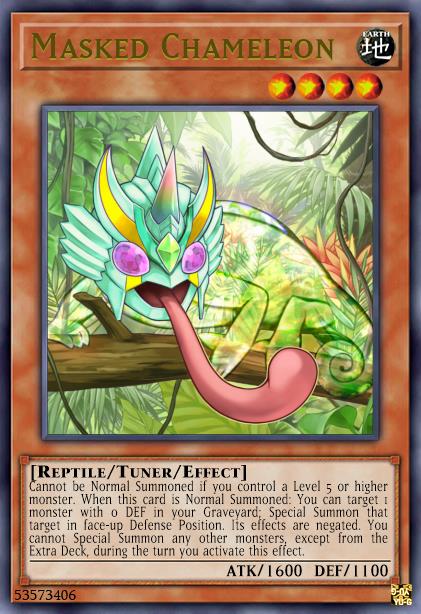 Masked Chameleon
EARTH
地
[Reptile/Tuner/Effect]
Cannot be Normal Summoned if you control a Level 5 or higher
monster. When this card is Normal Summoned: You can target 1
monster with 0 DEF in your Graveyard; Special Summon that
target in face-up Defense Position. Its effects are negated. You
cannot Special Summon any other monsters, except from the
Extra Deck, during the turn you activate this effect.
ATK/1600 DEF/1100
53573406